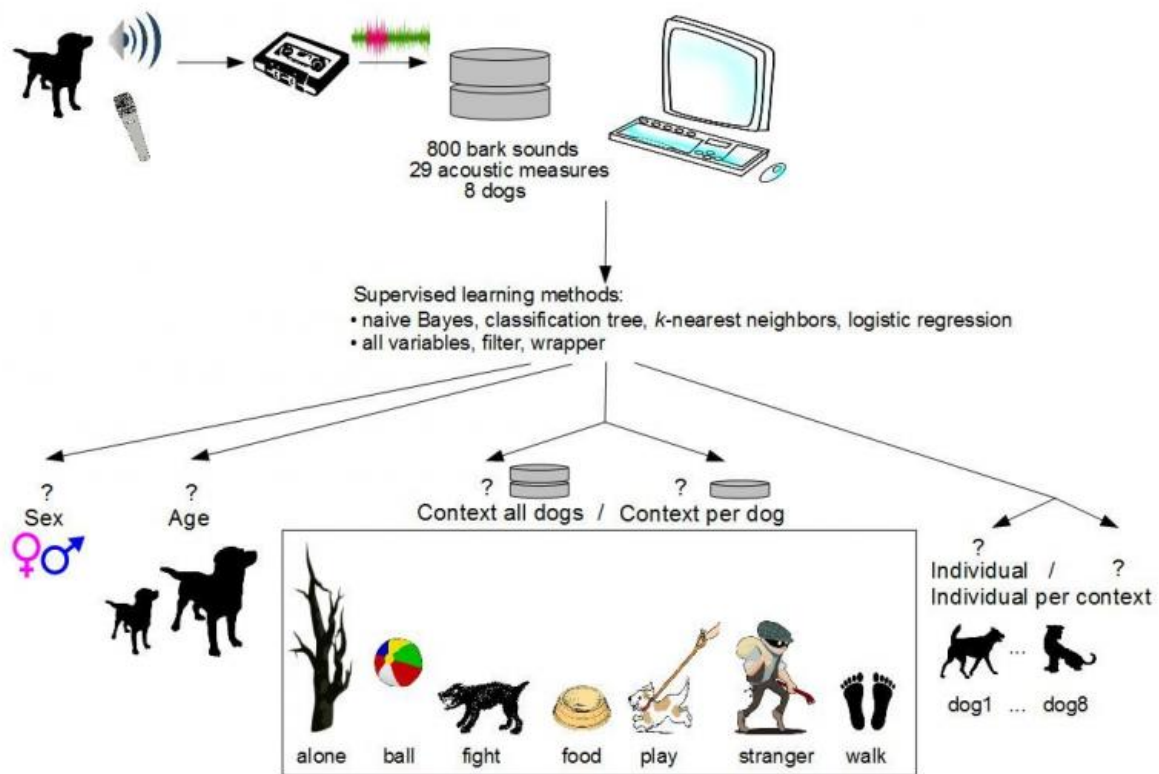 800 bark sounds
29 acoustic measures
8 dogs
Supervised learning methods:
• naive Bayes, classification tree, k-nearest neighbors, logistic regression
• all variables, filter, wrapper
?
Sex
?
Age
?
Context all dogs /
?
Context per dog
alone ball fight food play stranger walk
?
Individual /
?
Individual per context
...
dog1 ... dog8